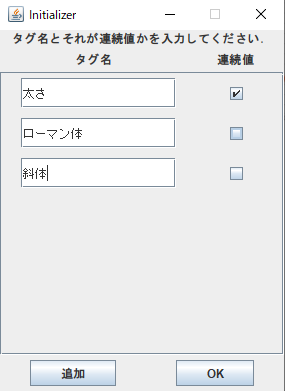 Initializer
タグ名とそれが連続値かを入力してください.
タグ名 連続値
太さ
ローマン体
斜体
追加 OK